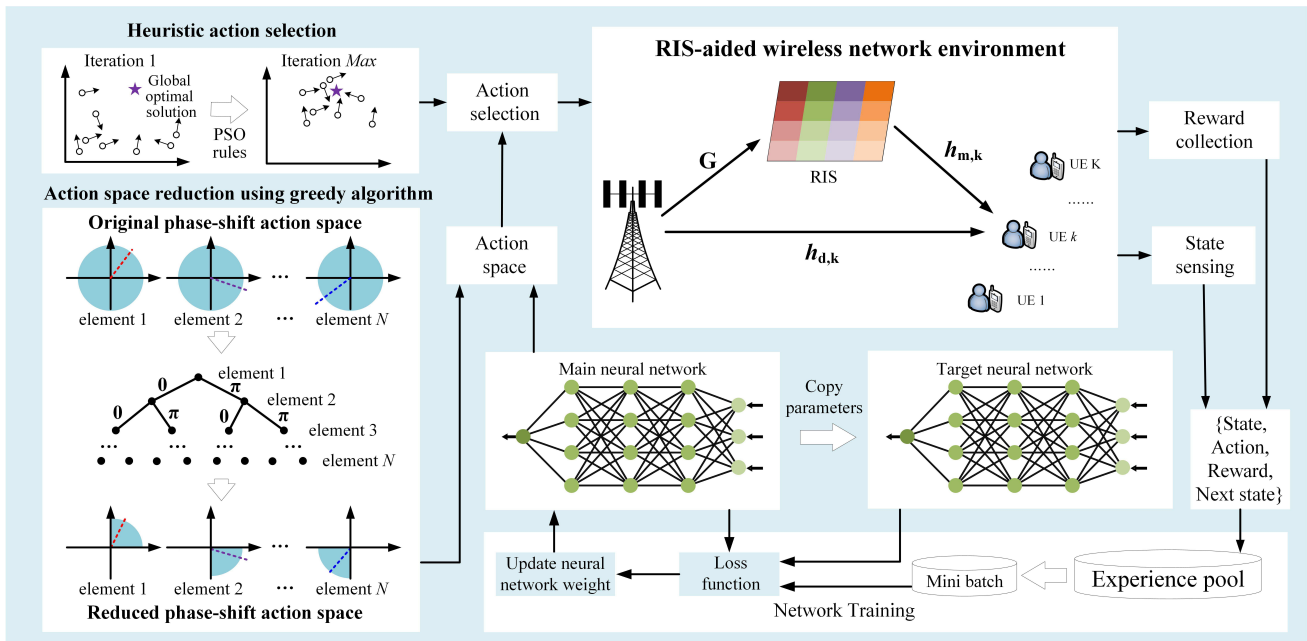 Heuristic action selection
Iteration 1
Global
optimal
solution
PSO
rules
Iteration Max
Action
selection
RIS-aided wireless network environment
G
RIS
h_m,k
h_d,k
UE K
......
UE k
......
UE 1
Reward
collection
State
sensing
Action space reduction using greedy algorithm
Original phase-shift action space
...
element 1
element 2
...
element N
Action
space
element 1
0
π
element 2
0
π
0
π
element 3
... ... ... ...
element N
...
element 1
element 2
...
element N
Reduced phase-shift action space
Main neural network
Copy
parameters
Target neural network
{State,
Action,
Reward,
Next state}
Update neural
network weight
Loss
function
Mini batch
Experience pool
Network Training